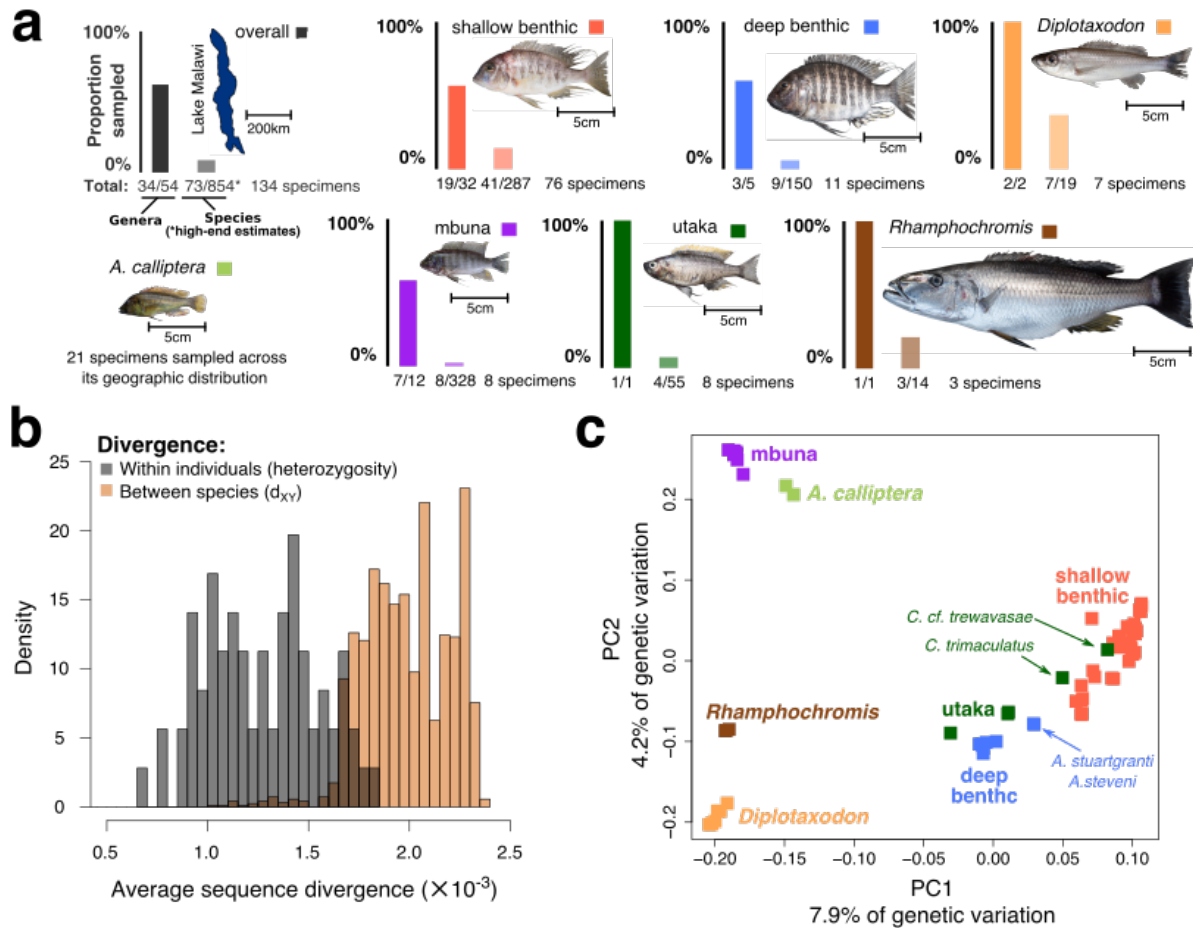 a
100%
overall
Proportion
sampled
Lake Malawi
200km
0%
Total: 34/54 73/854* 134 specimens
Genera
Species
(*high-end estimates)
A. calliptera
5cm
21 specimens sampled across
its geographic distribution
100%
shallow benthic
5cm
0%
19/32 41/287 76 specimens
100%
deep benthic
5cm
0%
3/5 9/150 11 specimens
100%
Diplotaxodon
5cm
0%
2/2 7/19 7 specimens
100%
mbuna
5cm
0%
7/12 8/328 8 specimens
100%
utaka
5cm
0%
1/1 4/55 8 specimens
100%
Rhamphochromis
5cm
0%
1/1 3/14 3 specimens
b
Divergence:
Within individuals (heterozygosity)
Between species (dXY)
25
20
15
10
5
0
Density
0.5 1.0 1.5 2.0 2.5
Average sequence divergence (×10-3)
c
mbuna
A. calliptera
shallow
benthic
C. cf. trewavasae
C. trimaculatus
Rhamphochromis
utaka
A. stuartgranti
A.steveni
deep
benthc
Diplotaxodon
0.2
0.1
0.0
−0.1
−0.2
PC2
4.2% of genetic variation
−0.20 −0.15 −0.10 −0.05 0.00 0.05 0.10
PC1
7.9% of genetic variation